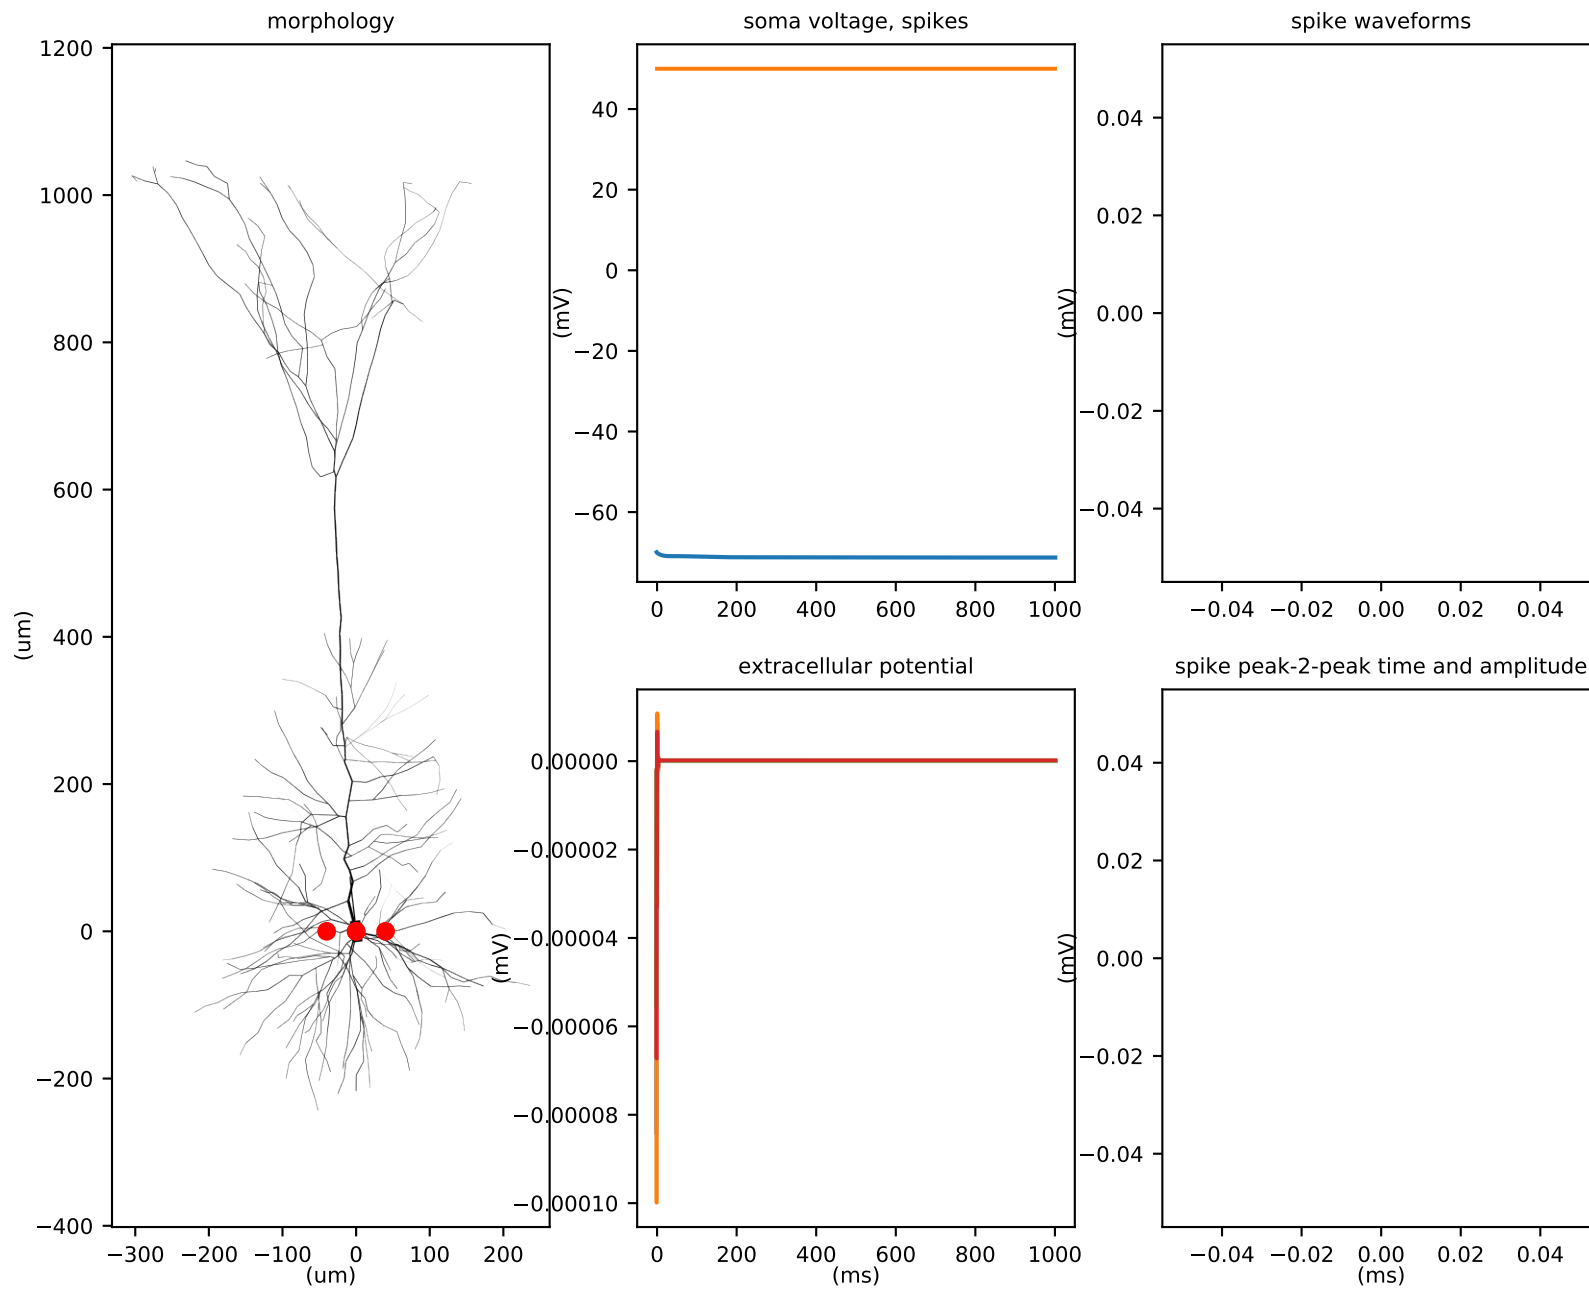 morphology
1200
1000
800
600
400
200
0
−200
−400
(um)
−300 −200 −100 0 100 200
(um)
soma voltage, spikes
40
20
0
−20
−40
−60
(mV)
0 200 400 600 800 1000
spike waveforms
0.04
0.02
0.00
−0.02
−0.04
(mV)
−0.04 −0.02 0.00 0.02 0.04
extracellular potential
0.00000
−0.00002
−0.00004
−0.00006
−0.00008
−0.00010
(mV)
0 200 400 600 800 1000
(ms)
spike peak-2-peak time and amplitude
0.04
0.02
0.00
−0.02
−0.04
(mV)
−0.04 −0.02 0.00 0.02 0.04
(ms)